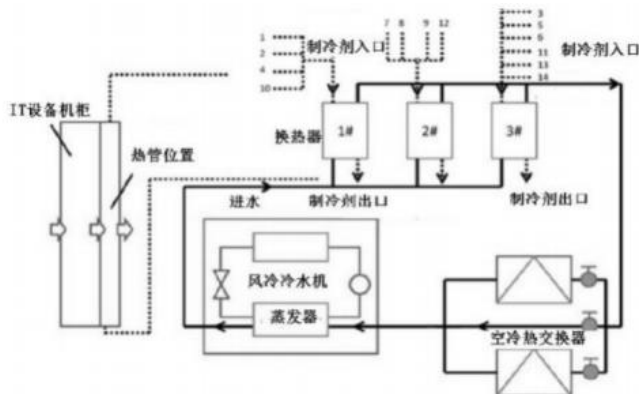 7 8 9 12
3
5
6
11
13
14
1
2
4
10
制冷剂入口
制冷剂入口
IT设备机柜
热管位置
换热器
1#
2#
3#
进水
制冷剂出口
制冷剂出口
风冷冷水机
蒸发器
空冷热交换器